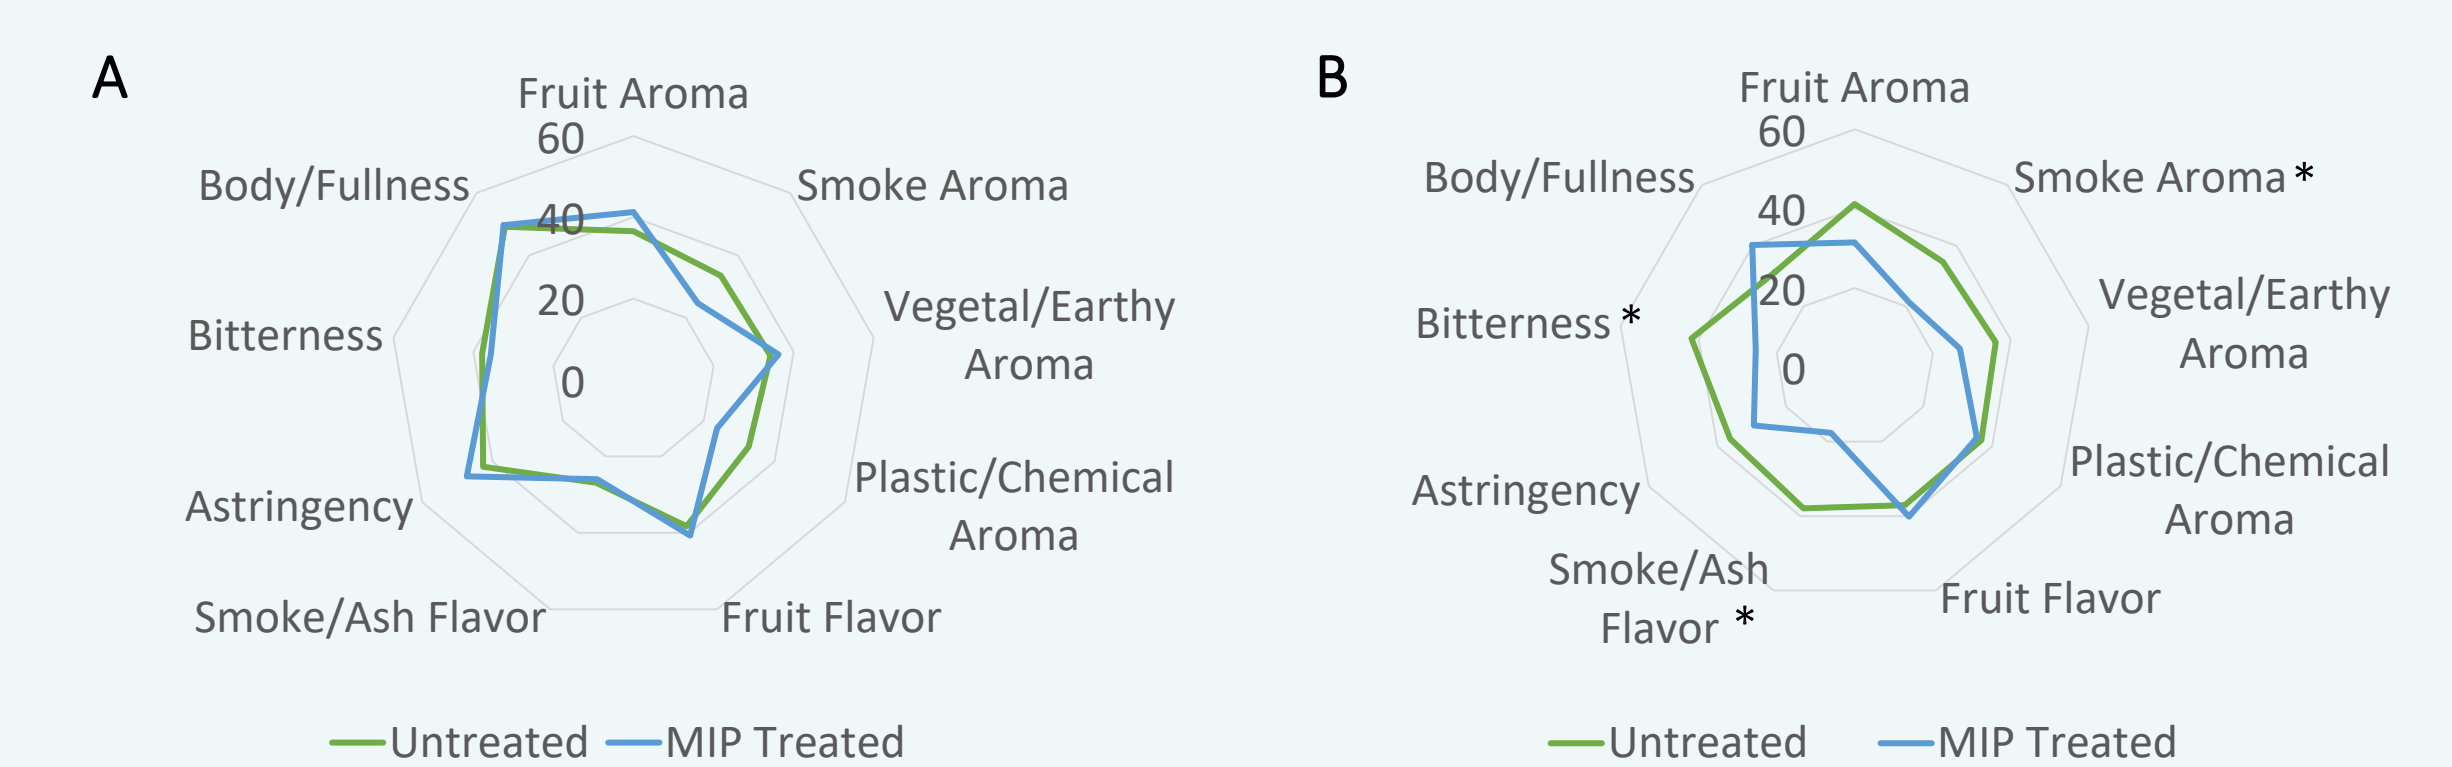 A
Fruit Aroma
60
Body/Fullness
Smoke Aroma
40
20
Vegetal/Earthy
Aroma
Bitterness
0
Plastic/Chemical
Aroma
Astringency
Smoke/Ash Flavor
Fruit Flavor
Untreated
MIP Treated
B
Fruit Aroma
60
Body/Fullness
Smoke Aroma *
40
20
Vegetal/Earthy
Aroma
Bitterness *
0
Plastic/Chemical
Aroma
Astringency
Smoke/Ash
Flavor *
Fruit Flavor
Untreated
MIP Treated